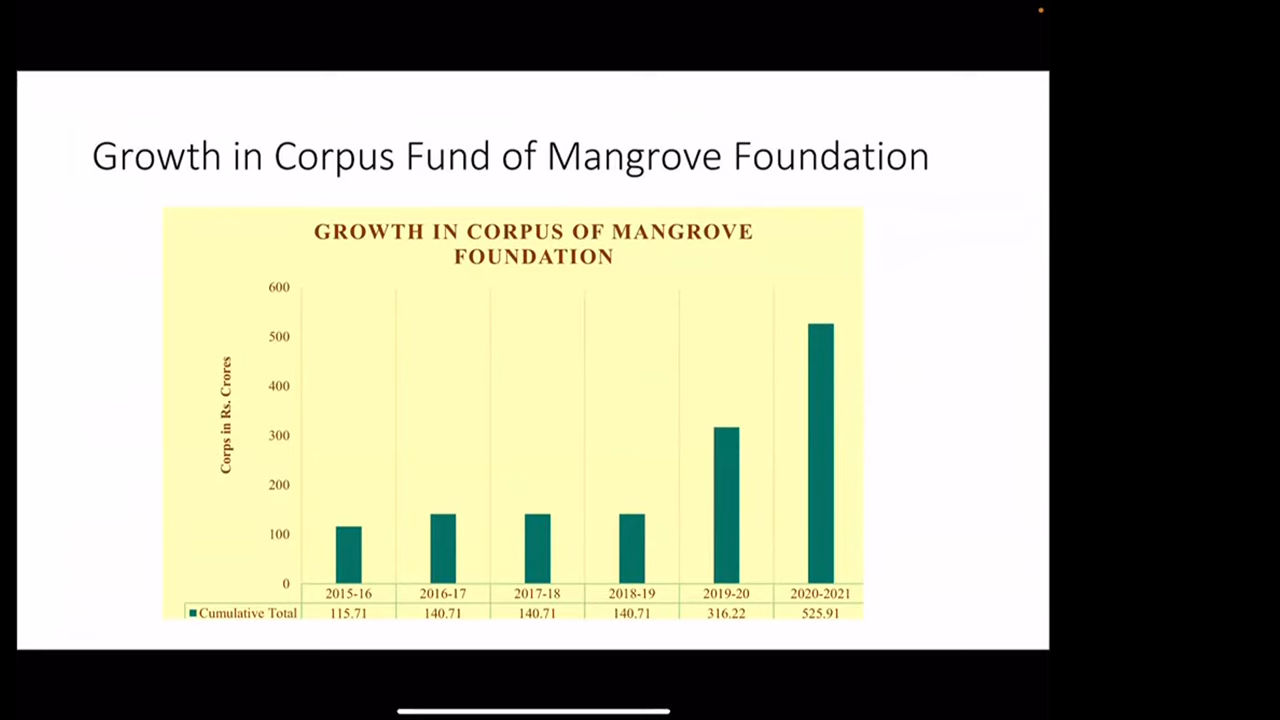 Growth in Corpus Fund of Mangrove Foundation
GROWTH IN CORPUS OF MANGROVE
FOUNDATION
600
500
400
300
200
100
0
Corps in Rs. Crores
2015-16 2016-17 2017-18 2018-19 2019-20 2020-2021
Cumulative Total 115.71 140.71 140.71 140.71 316.22 525.91